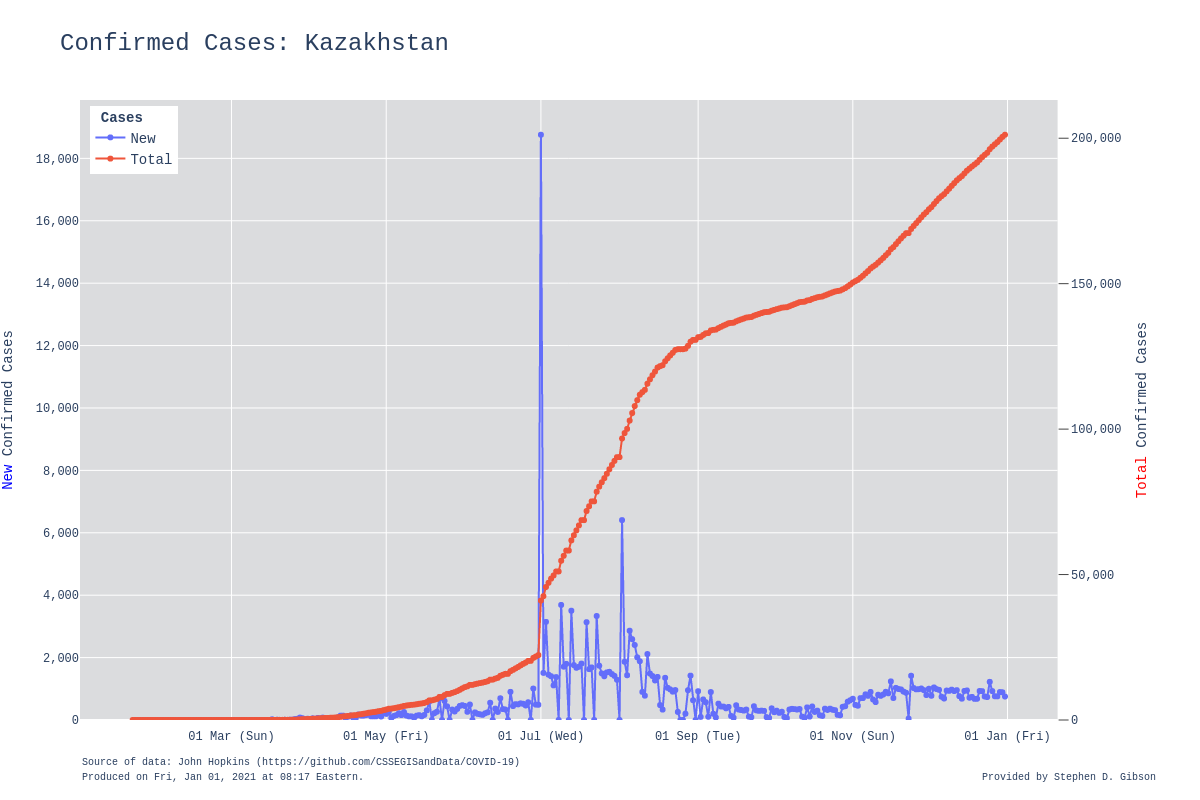 Confirmed Cases: Kazakhstan
Cases
New
Total
18,000
16,000
14,000
12,000
10,000
8,000
6,000
4,000
2,000
0
200,000
150,000
100,000
50,000
0
New Confirmed Cases
Total Confirmed Cases
01 Mar (Sun)
01 May (Fri)
01 Jul (Wed)
01 Sep (Tue)
01 Nov (Sun)
01 Jan (Fri)
Source of data: John Hopkins (https://github.com/CSSEGISandData/COVID-19)
Produced on Fri, Jan 01, 2021 at 08:17 Eastern.
Provided by Stephen D. Gibson